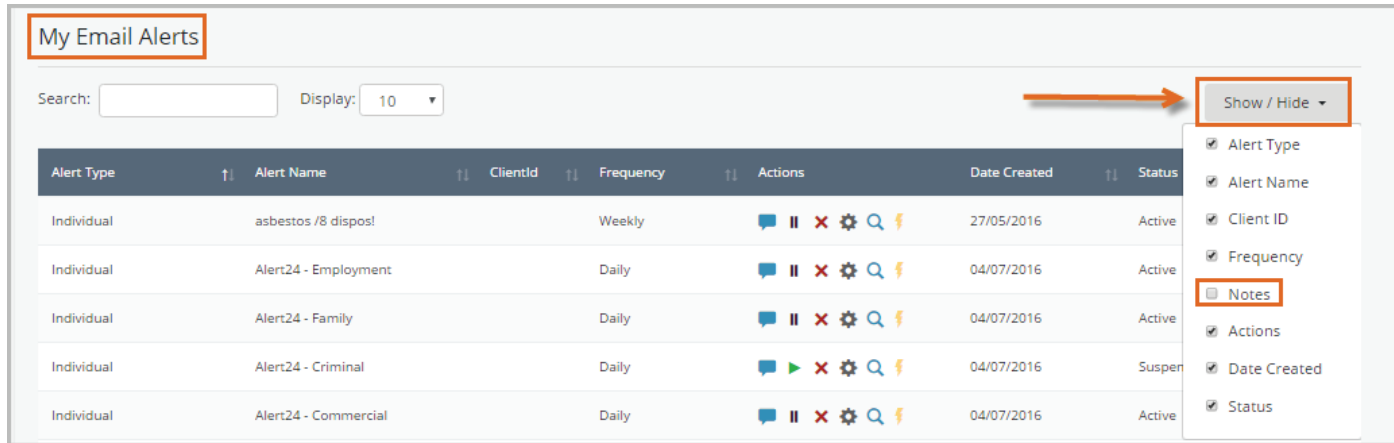 My Email Alerts
Search: Display: 10 Show / Hide
Alert Type Alert Name ClientId Frequency Actions Date Created Status
Individual asbestos /8 dispos! Weekly 27/05/2016 Active
Individual Alert24 - Employment Daily 04/07/2016 Active
Individual Alert24 - Family Daily 04/07/2016 Active
Individual Alert24 - Criminal Daily 04/07/2016 Suspen
Individual Alert24 - Commercial Daily 04/07/2016 Active
Alert Type
Alert Name
Client ID
Frequency
Notes
Actions
Date Created
Status